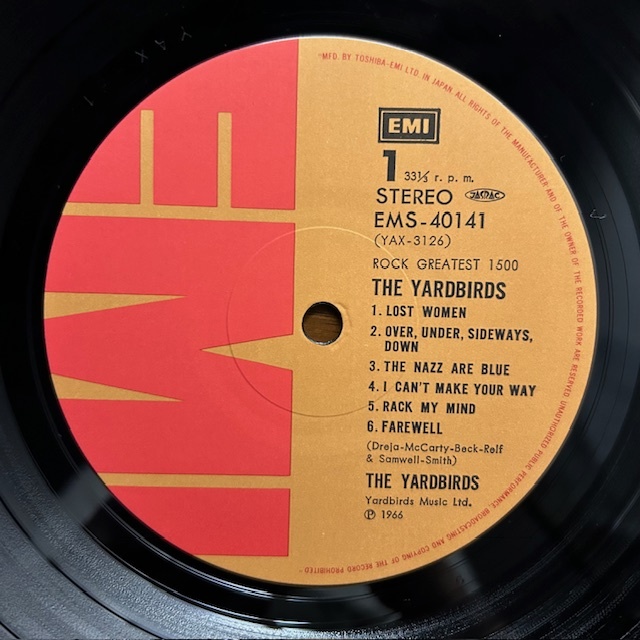 "MFD. BY TOSHIBA-EMI LTD. IN JAPAN. ALL RIGHTS OF THE MANUFACTURER AND OF THE OWNER OF THE RECORDED WORK ARE RESERVED. UNAUTHORIZED PUBLIC PERFORMANCE, BROADCASTING AND COPYING OF THE RECORD PROHIBITED"
EMI
EMI
1 33⅓ r. p. m.
STEREO JASRAC
EMS-40141
(YAX-3126)
ROCK GREATEST 1500
THE YARDBIRDS
1. LOST WOMEN
2. OVER, UNDER, SIDEWAYS,
DOWN
3. THE NAZZ ARE BLUE
4. I CAN'T MAKE YOUR WAY
5. RACK MY MIND
6. FAREWELL
(Dreja-McCarty-Beck-Relf
& Samwell-Smith)
THE YARDBIRDS
Yardbirds Music Ltd.
℗ 1966